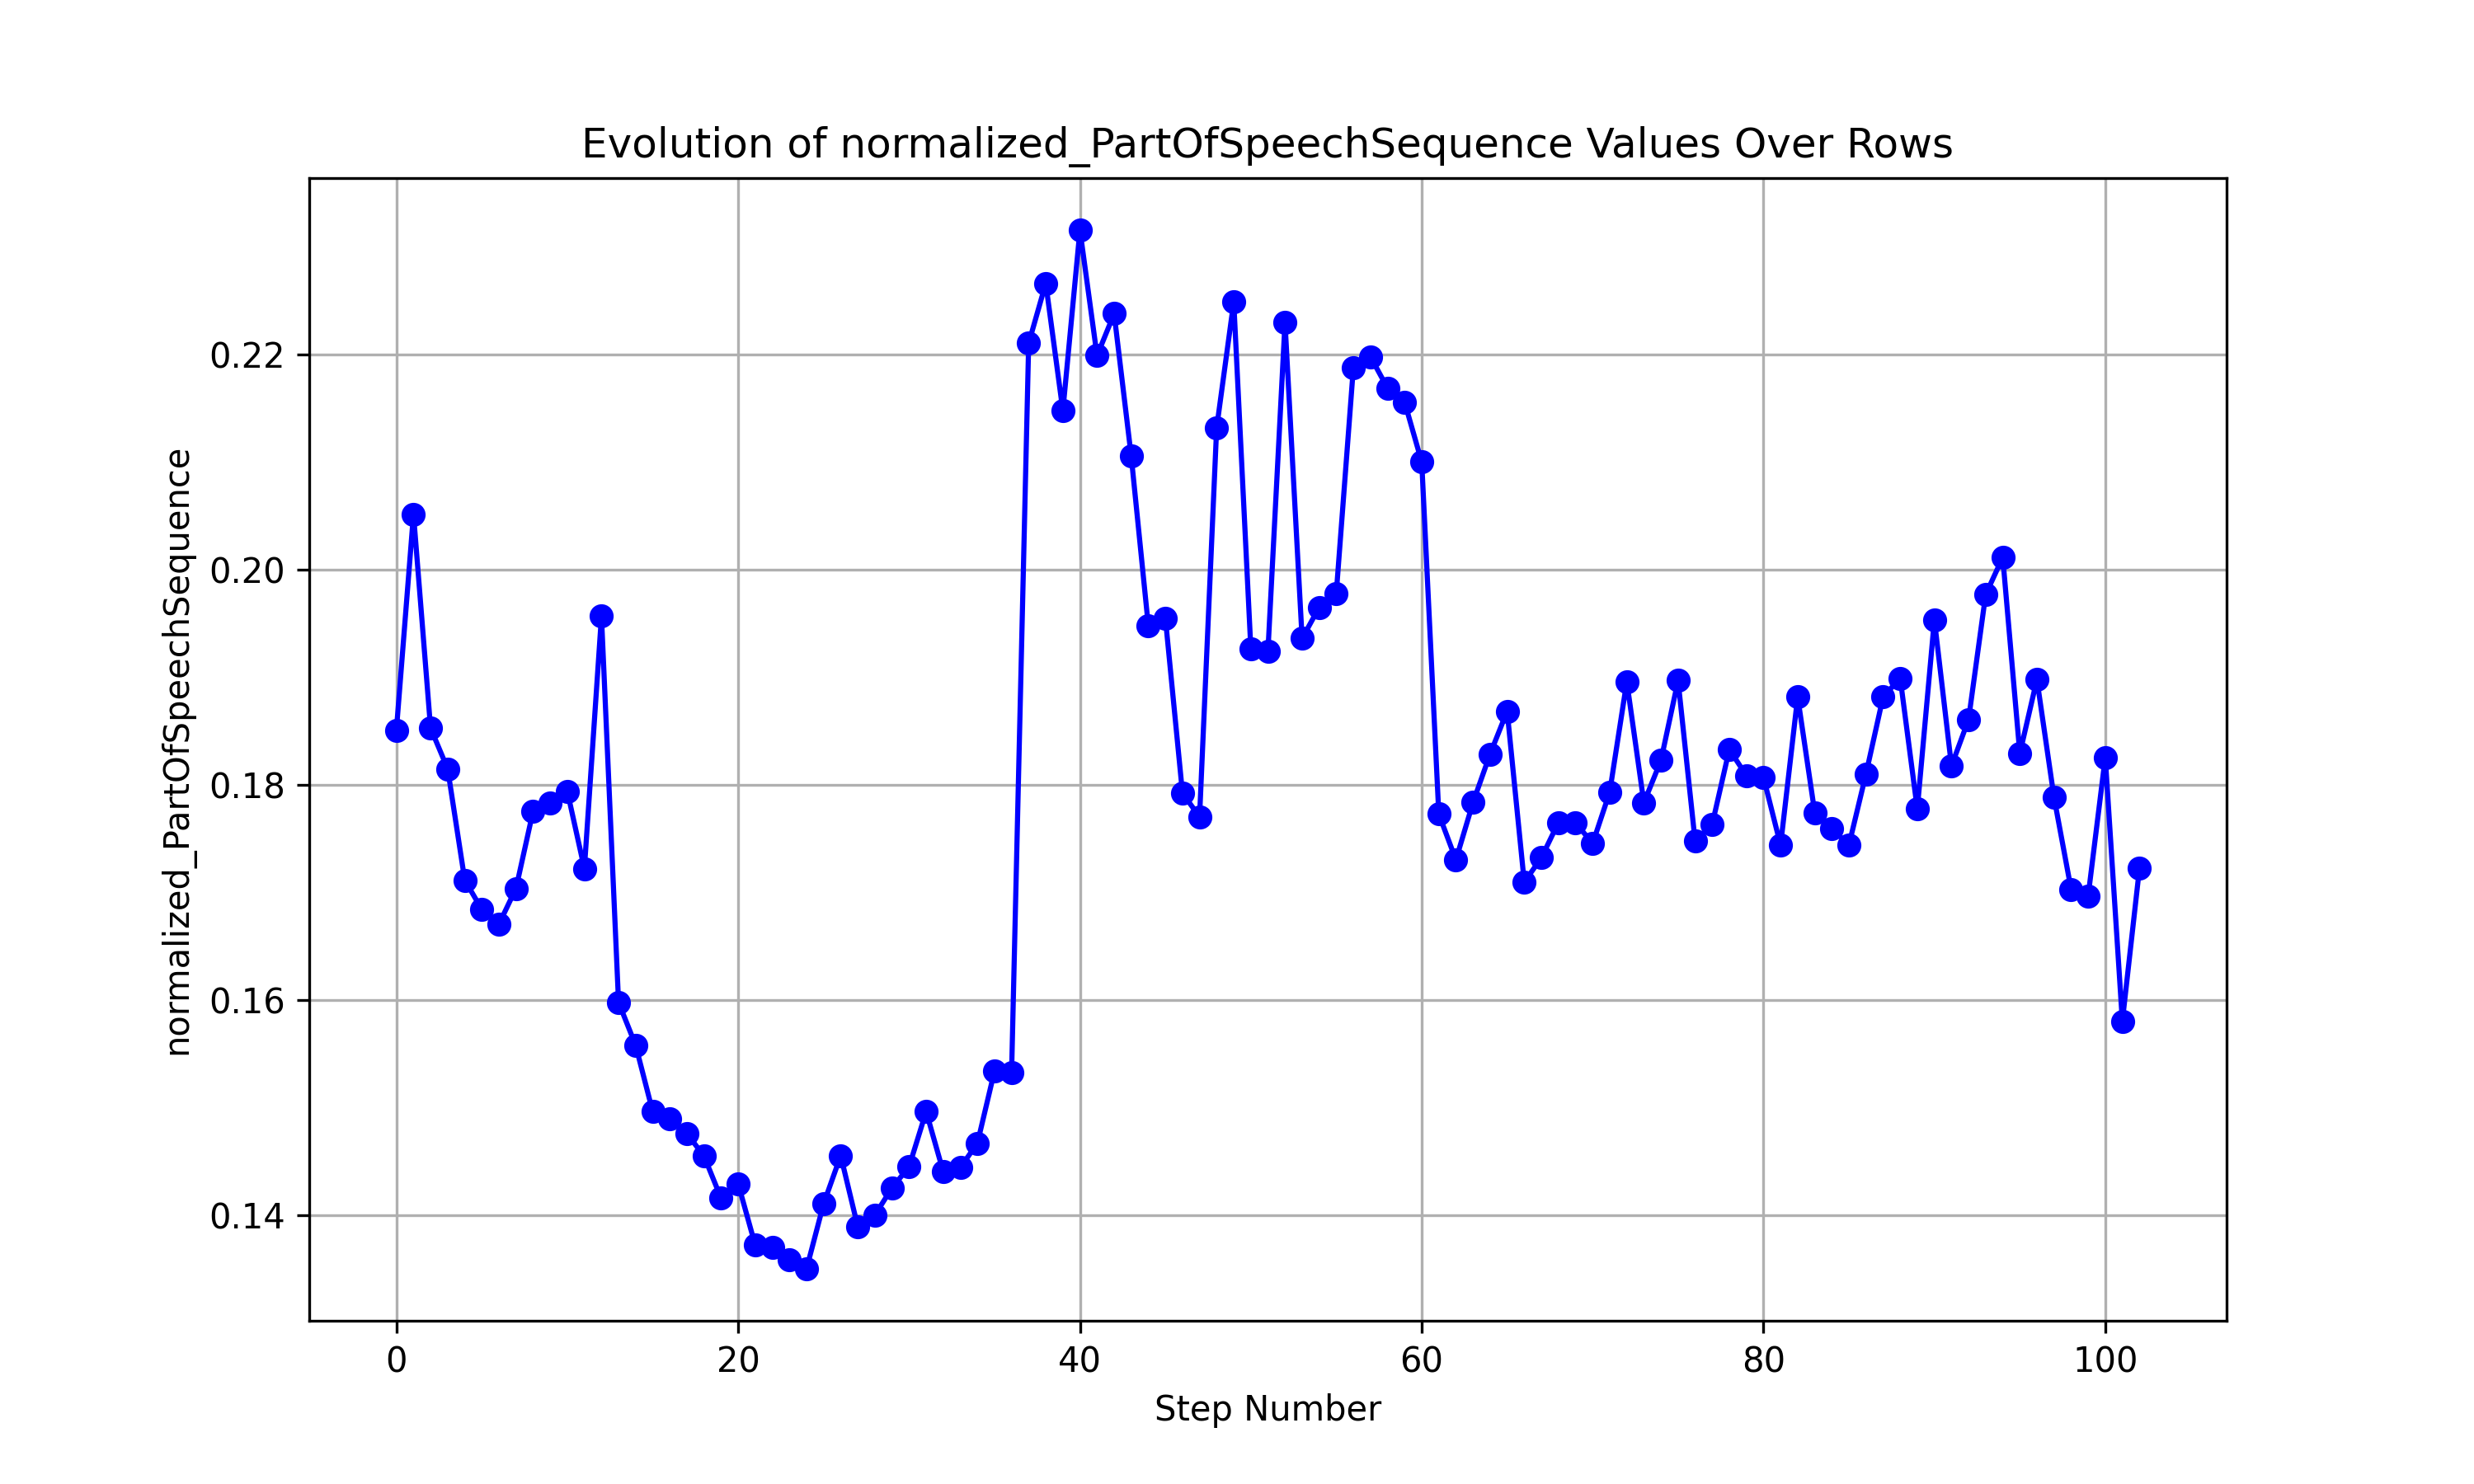 Evolution of normalized_PartOfSpeechSequence Values Over Rows
normalized_PartOfSpeechSequence
0.22
0.20
0.18
0.16
0.14
0 20 40 60 80 100
Step Number